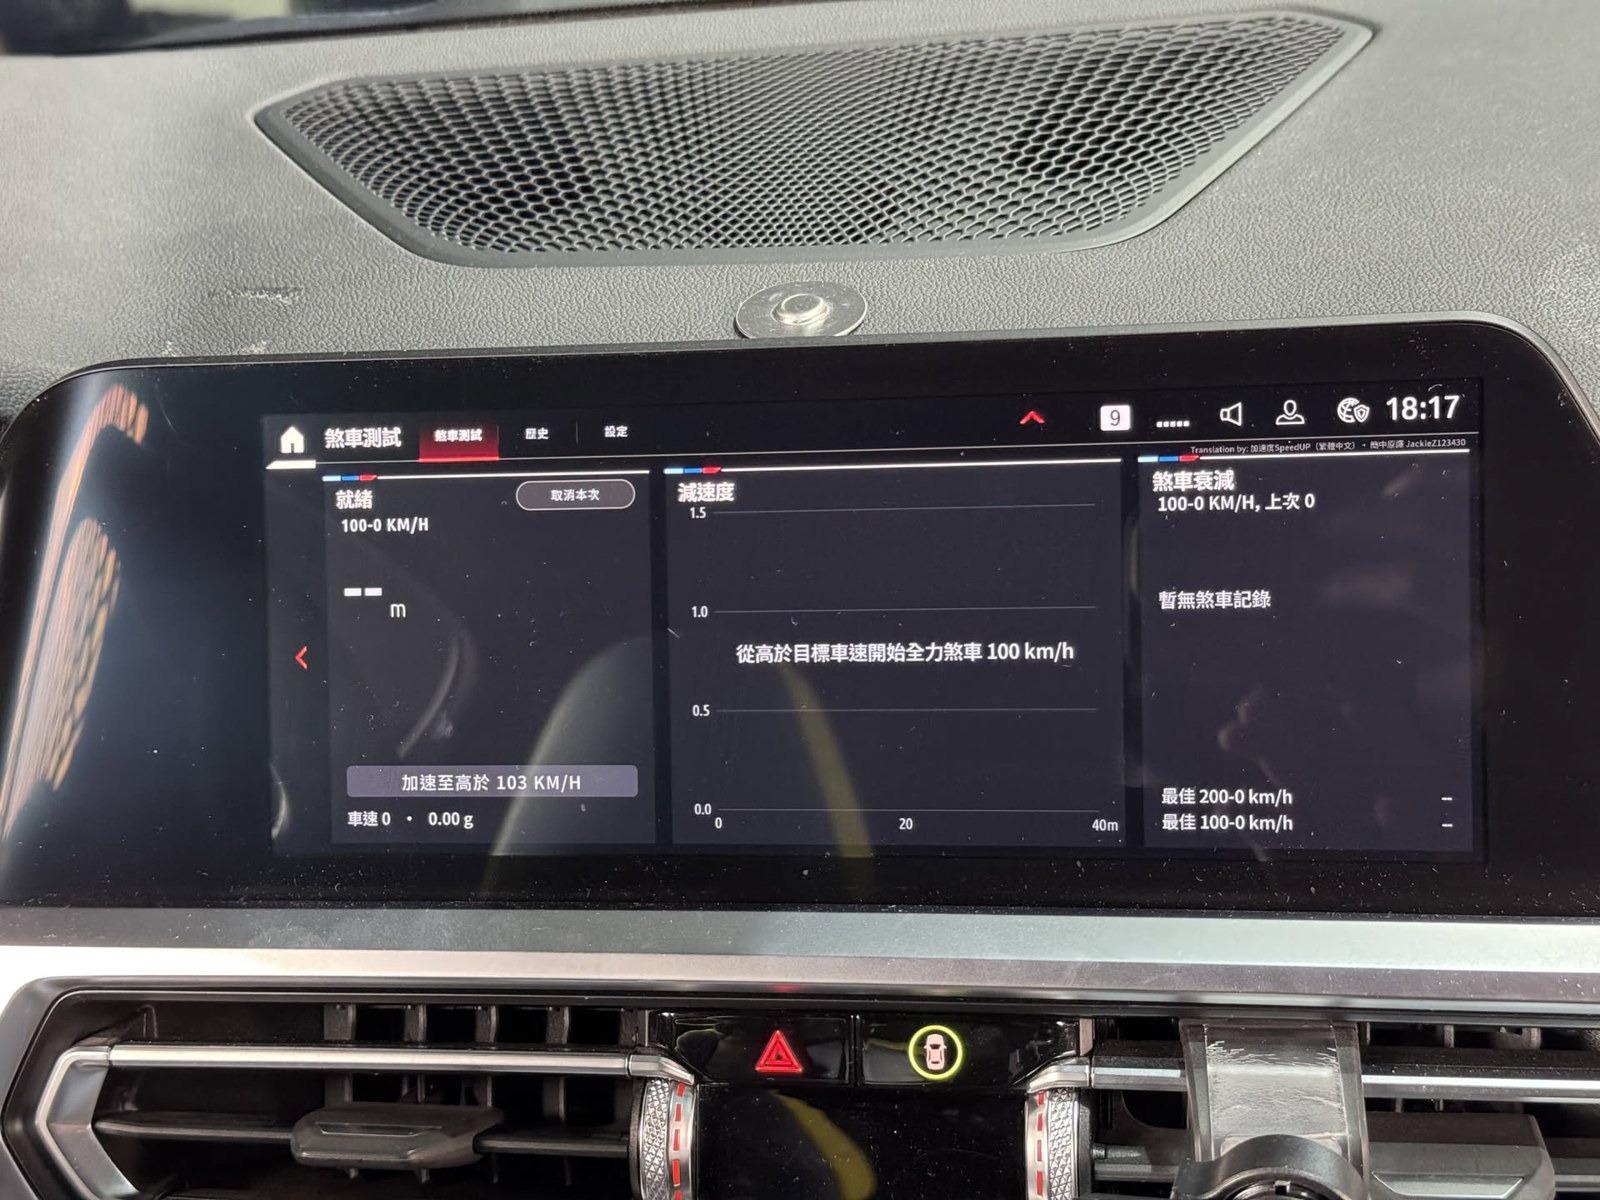 煞車測試
煞車測試
歷史
設定
9
18:17
Translation by: 加速度SpeedUP（繁體中文）・ 簡中原譯 JackieZ123430
就緒
取消本次
100-0 KM/H
-- m
加速至高於 103 KM/H
車速 0 ・ 0.00 g
減速度
1.5
1.0
從高於目標車速開始全力煞車 100 km/h
0.5
0.0
0 20 40m
煞車衰減
100-0 KM/H, 上次 0
暫無煞車記錄
最佳 200-0 km/h --
最佳 100-0 km/h --